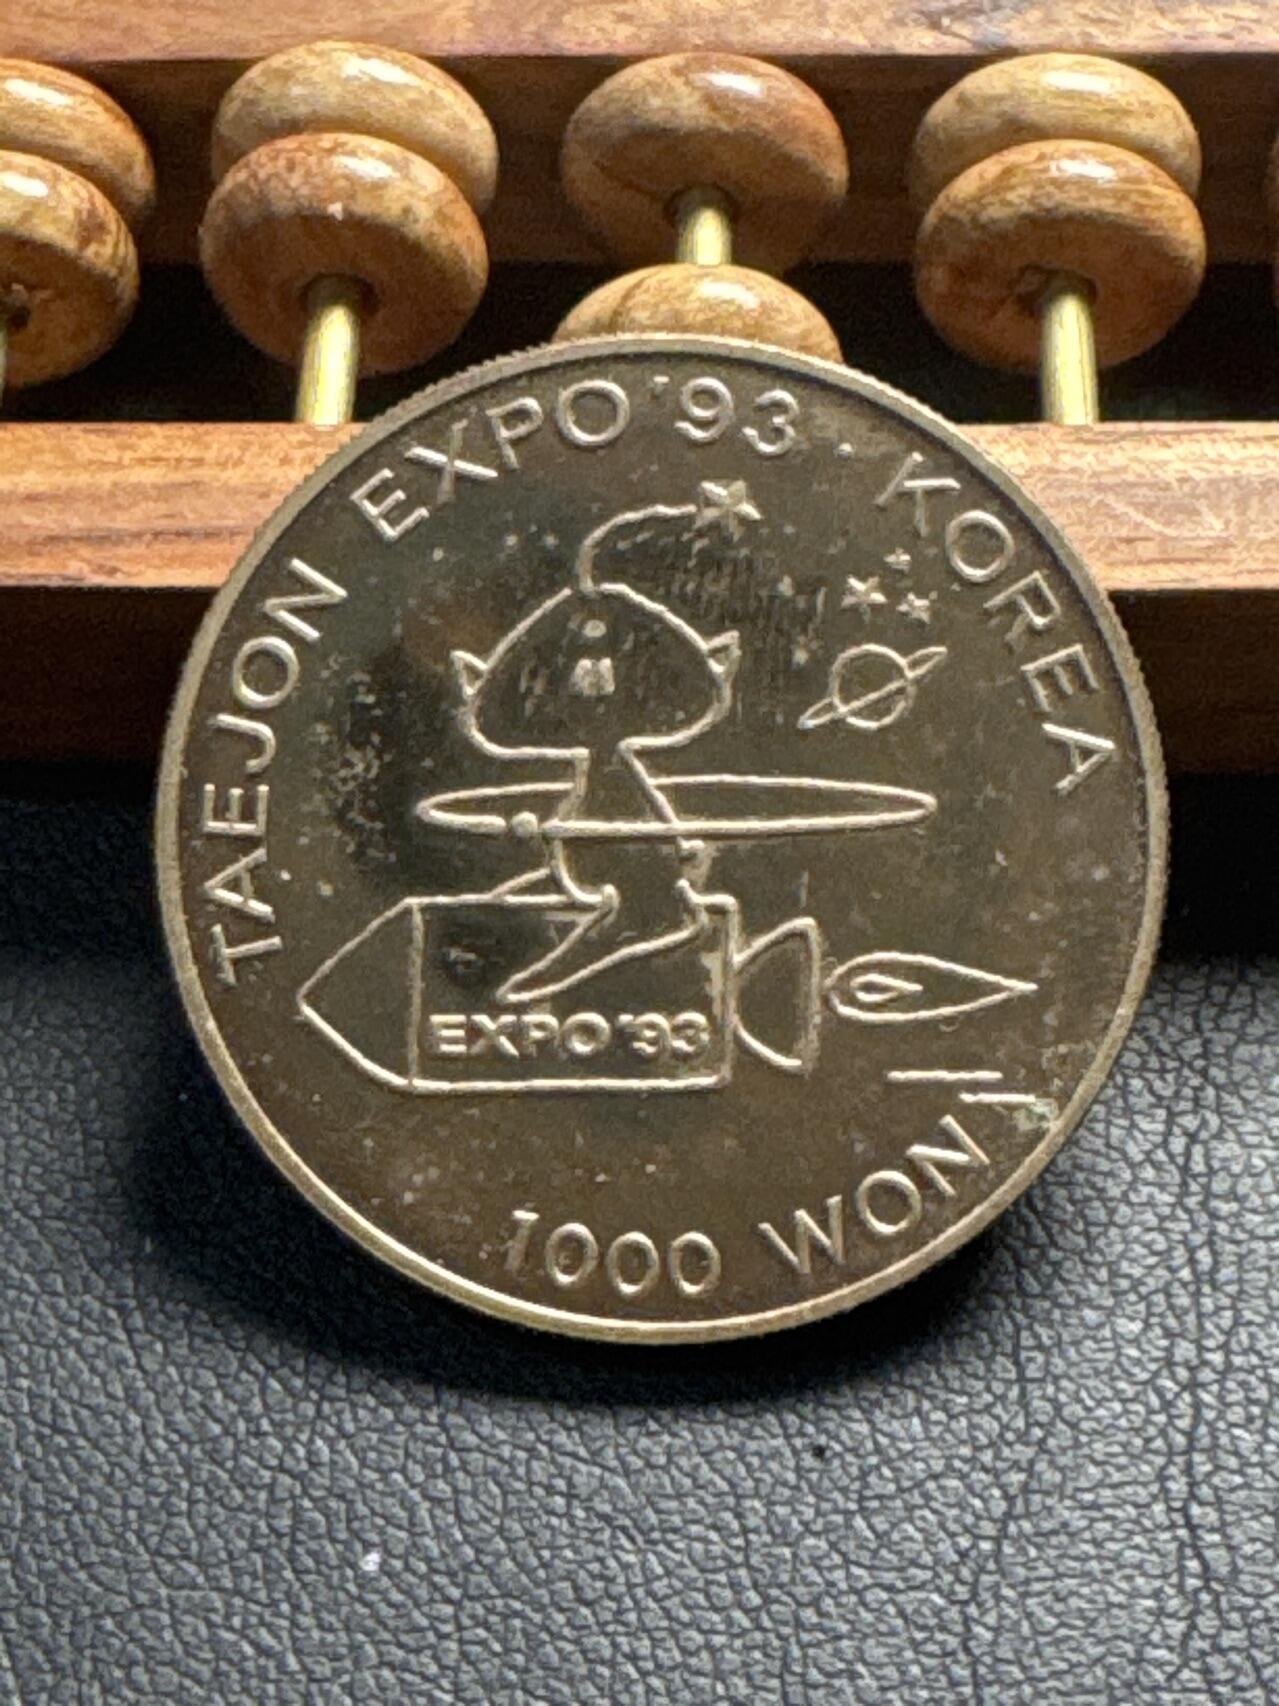 TAEJON EXPO '93 · KOREA
EXPO '93
1000 WON